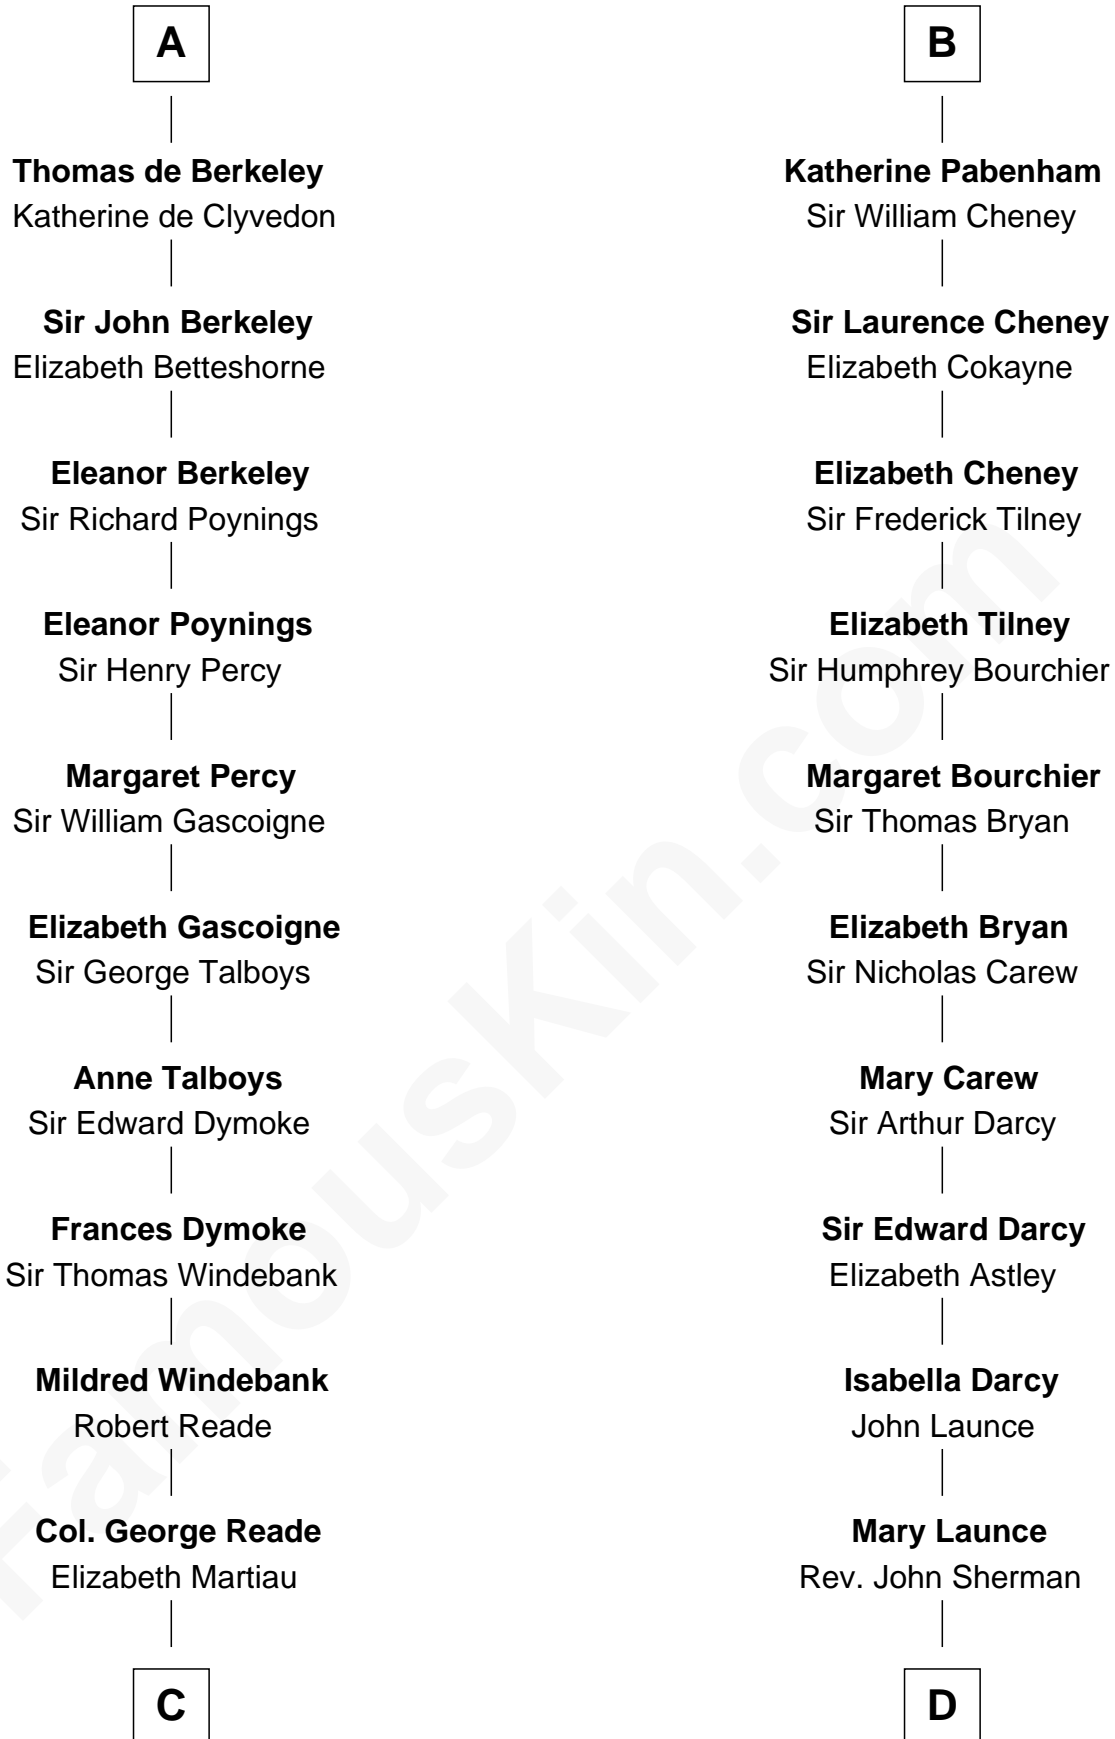 A
Thomas de Berkeley
Katherine de Clyvedon
Sir John Berkeley
Elizabeth Betteshorne
Eleanor Berkeley
Sir Richard Poynings
Eleanor Poynings
Sir Henry Percy
Margaret Percy
Sir William Gascoigne
Elizabeth Gascoigne
Sir George Talboys
Anne Talboys
Sir Edward Dymoke
Frances Dymoke
Sir Thomas Windebank
Mildred Windebank
Robert Reade
Col. George Reade
Elizabeth Martiau
C
B
Katherine Pabenham
Sir William Cheney
Sir Laurence Cheney
Elizabeth Cokayne
Elizabeth Cheney
Sir Frederick Tilney
Elizabeth Tilney
Sir Humphrey Bourchier
Margaret Bourchier
Sir Thomas Bryan
Elizabeth Bryan
Sir Nicholas Carew
Mary Carew
Sir Arthur Darcy
Sir Edward Darcy
Elizabeth Astley
Isabella Darcy
John Launce
Mary Launce
Rev. John Sherman
D
FamousKin.com